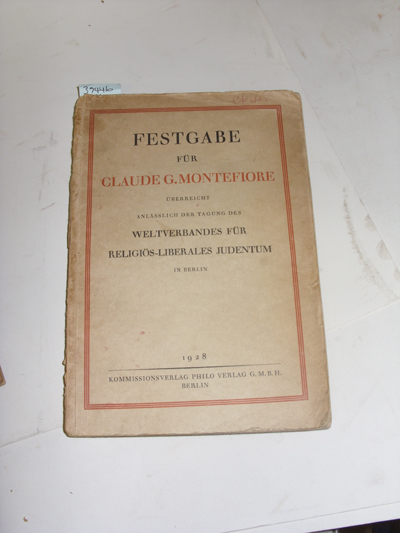 37446
FESTGABE
FÜR
CLAUDE G. MONTEFIORE
ÜBERREICHT
ANLÄSSLICH DER TAGUNG DES
WELTVERBANDES FÜR
RELIGIÖS-LIBERALES JUDENTUM
IN BERLIN
1928
KOMMISSIONSVERLAG PHILO VERLAG G. M. B. H.
BERLIN